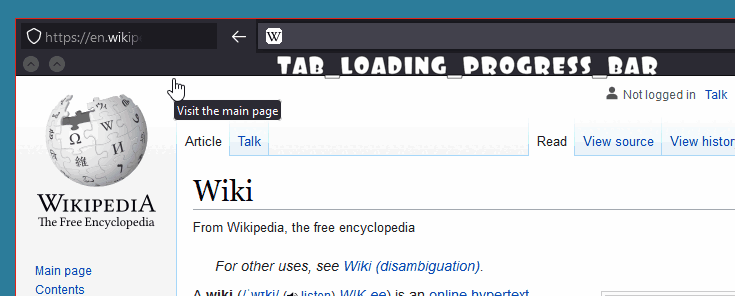 https://en.wikipe
W
TAB_LOADING_PROGRESS_BAR
Not logged in Talk
Visit the main page
Article Talk Read View source View histor
WIKIPEDIA
The Free Encyclopedia
Wiki
From Wikipedia, the free encyclopedia
For other uses, see Wiki (disambiguation).
Main page
Contents
A wiki (/ˈwɪki/ (listen) WIK-ee) is an online hypertext